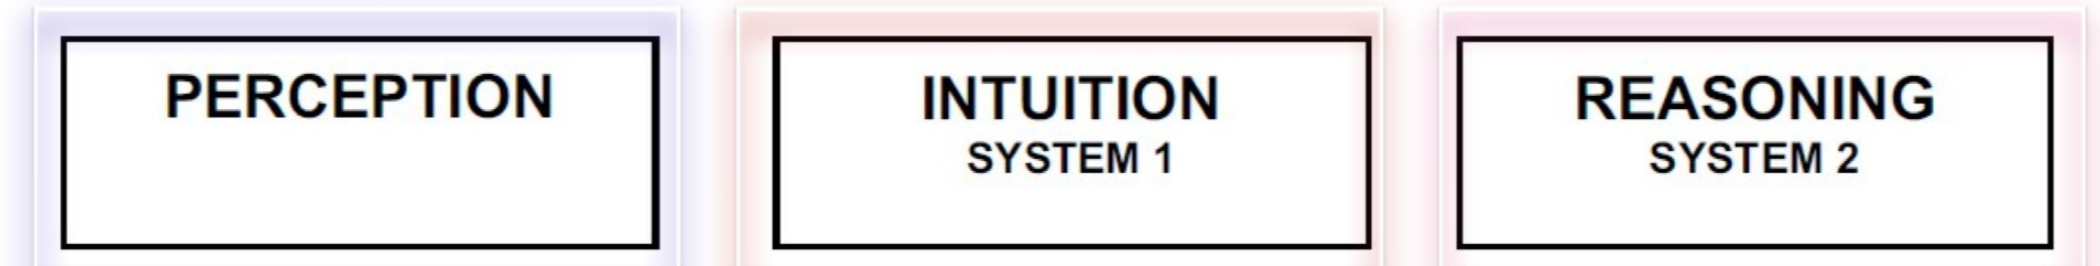 PERCEPTION
INTUITION
SYSTEM 1
REASONING
SYSTEM 2